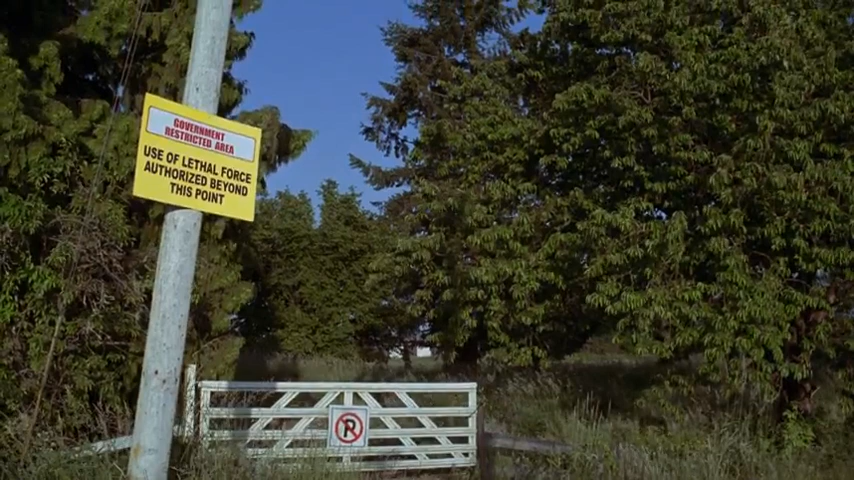 GOVERNMENT
RESTRICTED AREA
USE OF LETHAL FORCE
AUTHORIZED BEYOND
THIS POINT
P